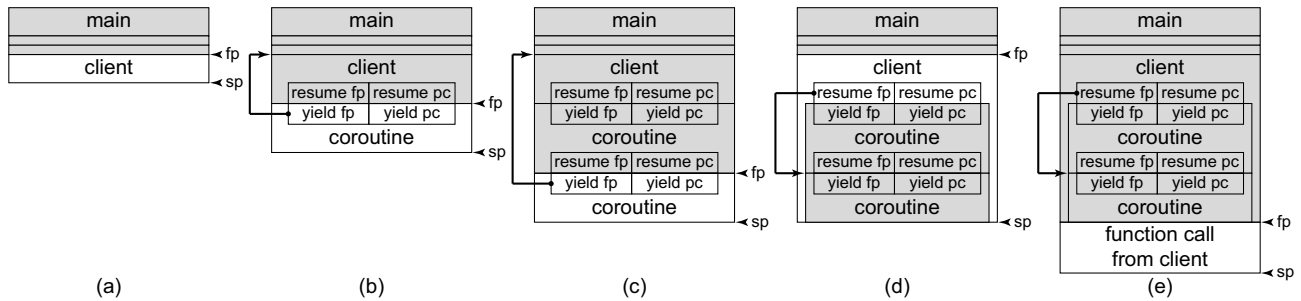 main
client
fp
sp
(a)
main
client
resume fp resume pc
yield fp yield pc
coroutine
fp
sp
(b)
main
client
resume fp resume pc
yield fp yield pc
coroutine
resume fp resume pc
yield fp yield pc
coroutine
fp
sp
(c)
main
client
resume fp resume pc
yield fp yield pc
coroutine
resume fp resume pc
yield fp yield pc
coroutine
fp
sp
(d)
main
client
resume fp resume pc
yield fp yield pc
coroutine
resume fp resume pc
yield fp yield pc
coroutine
function call
from client
fp
sp
(e)